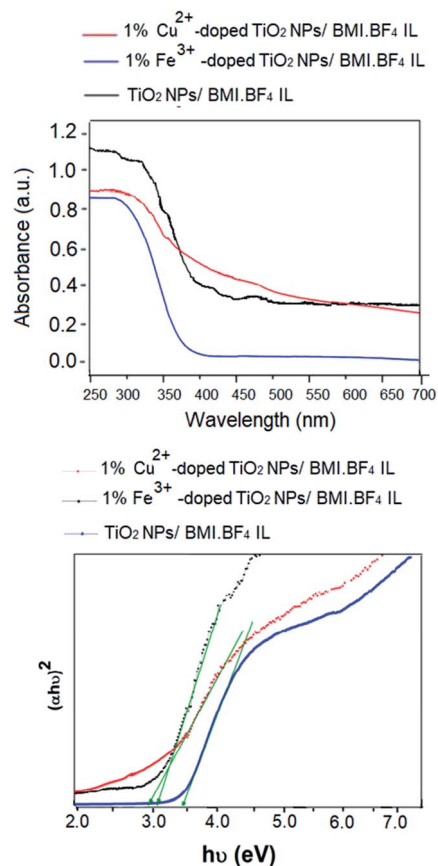 1% Cu²⁺-doped TiO₂ NPs/ BMI.BF₄ IL
1% Fe³⁺-doped TiO₂ NPs/ BMI.BF₄ IL
TiO₂ NPs/ BMI.BF₄ IL
Absorbance (a.u.)
1.2
1.0
0.8
0.6
0.4
0.2
0.0
250 300 350 400 450 500 550 600 650 700
Wavelength (nm)
1% Cu²⁺-doped TiO₂ NPs/ BMI.BF₄ IL
1% Fe³⁺-doped TiO₂ NPs/ BMI.BF₄ IL
TiO₂ NPs/ BMI.BF₄ IL
(αhυ)²
2.0 3.0 4.0 5.0 6.0 7.0
hυ (eV)